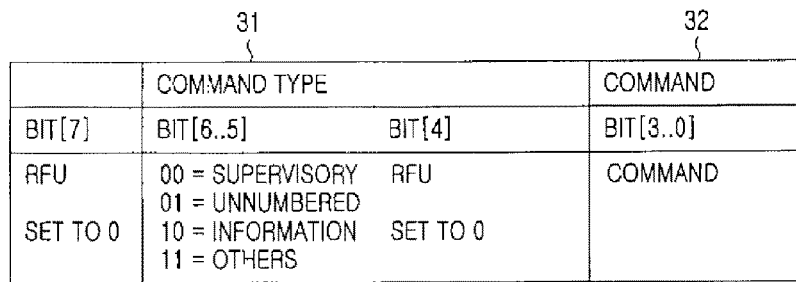 31 32
COMMAND TYPE COMMAND
BIT[7] BIT[6..5] BIT[4] BIT[3..0]
RFU 00 = SUPERVISORY RFU COMMAND
01 = UNNUMBERED
SET TO 0 10 = INFORMATION SET TO 0
11 = OTHERS